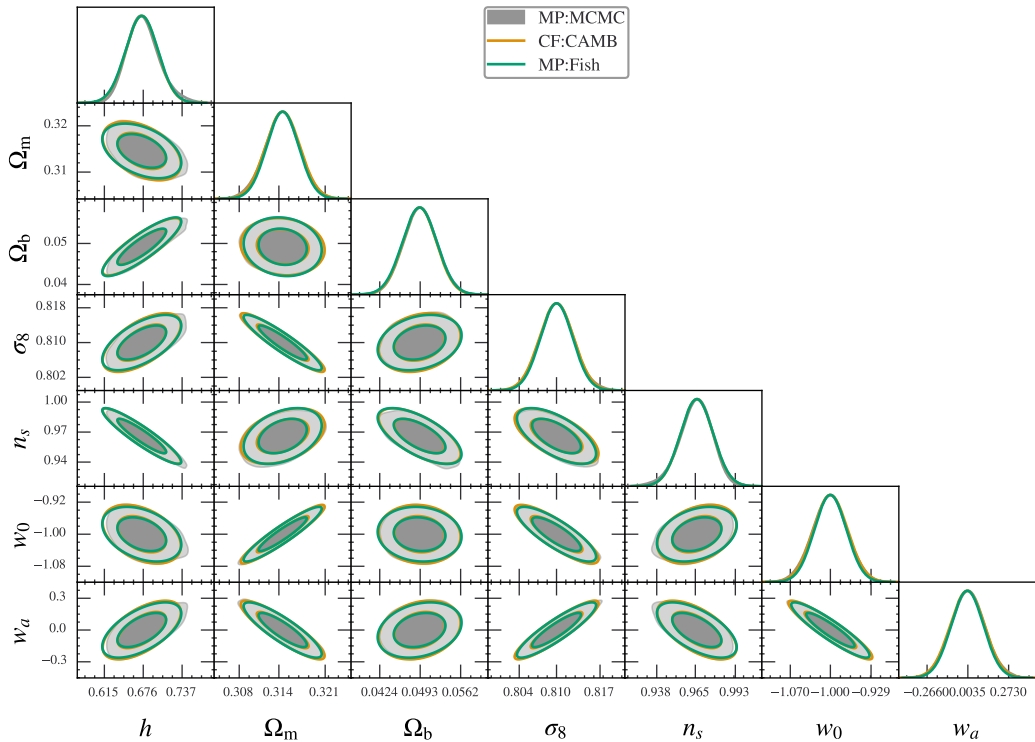 MP:MCMC
CF:CAMB
MP:Fish
Ωm
0.32
0.31
Ωb
0.05
0.04
σ8
0.818
0.810
0.802
ns
1.00
0.97
0.94
w0
−0.92
−1.00
−1.08
wa
0.3
0.0
−0.3
0.615 0.676 0.737 0.308 0.314 0.321 0.0424 0.0493 0.0562 0.804 0.810 0.817 0.938 0.965 0.993 −1.070 −1.000 −0.929 −0.2660 0.0035 0.2730
h Ωm Ωb σ8 ns w0 wa